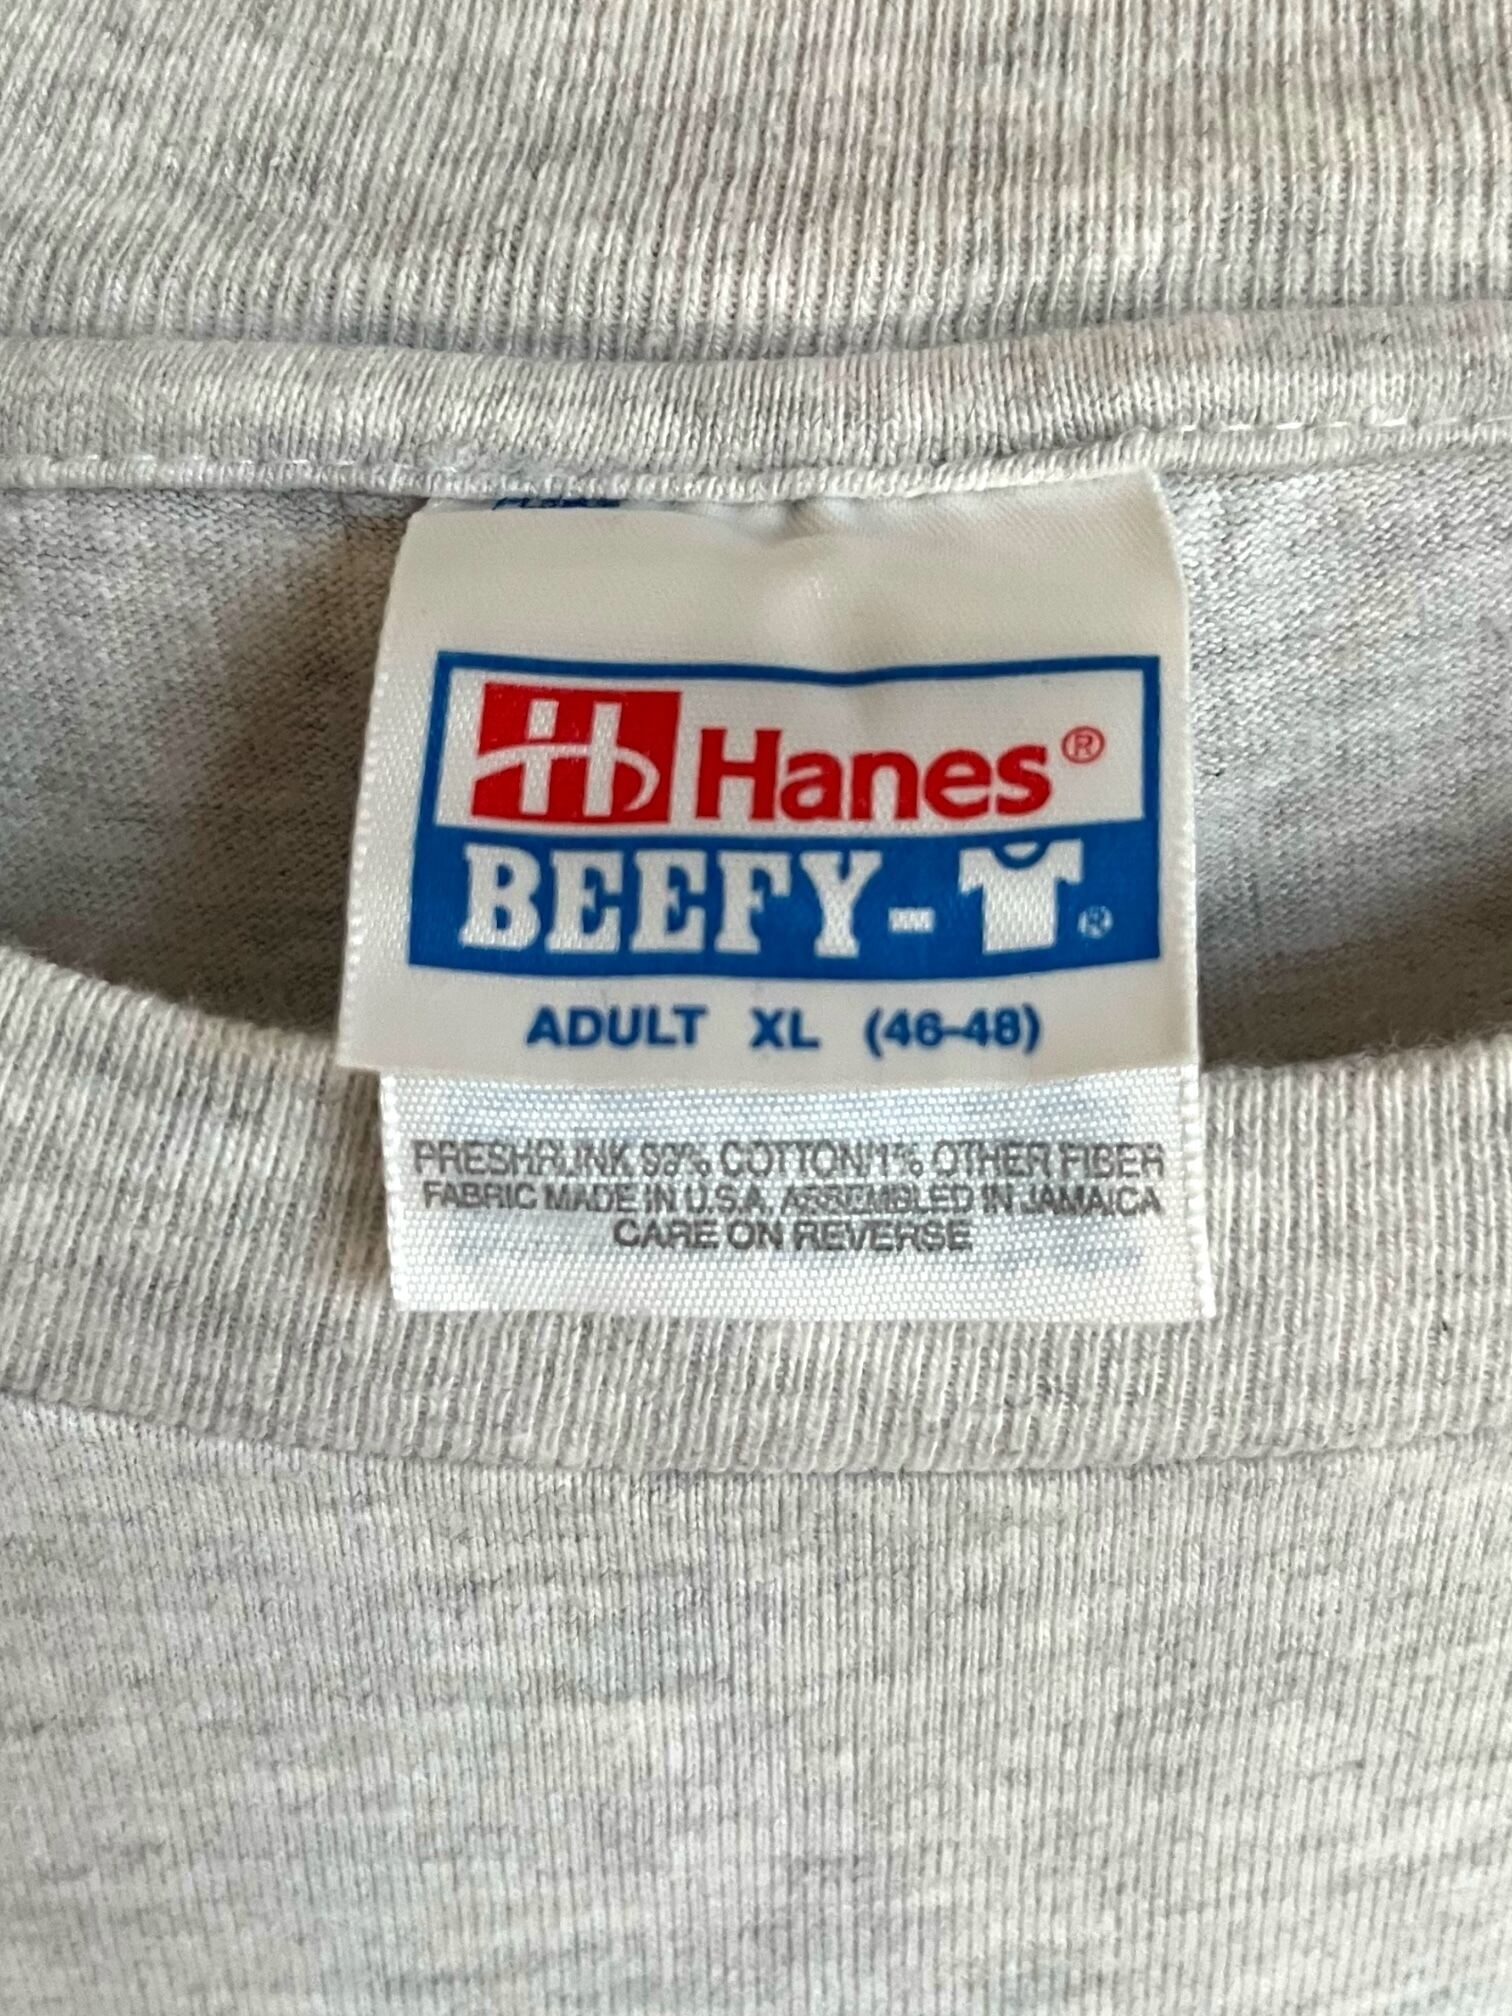 Hanes®
BEEFY-T®
ADULT XL (46-48)
PRESHRUNK 99% COTTON/1% OTHER FIBER
FABRIC MADE IN U.S.A. ASSEMBLED IN JAMAICA
CARE ON REVERSE